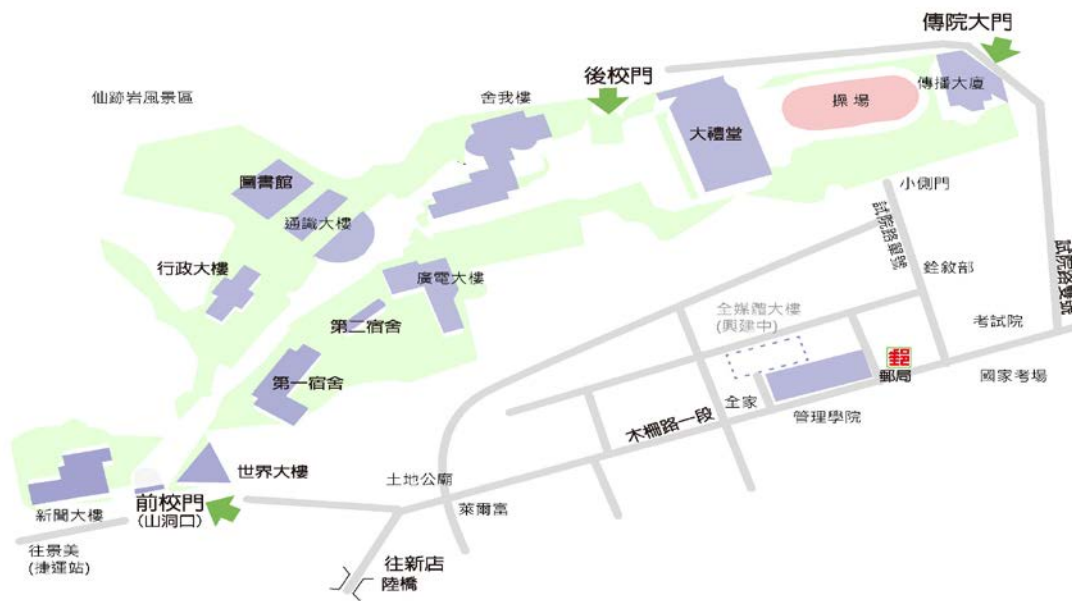 傳院大門
後校門
仙跡岩風景區
舍我樓
傳播大廈
操場
大禮堂
圖書館
小側門
通識大樓
試院路單號
試院路雙號
行政大樓
廣電大樓
銓敘部
全媒體大樓
(興建中)
第二宿舍
考試院
郵
郵局
第一宿舍
國家考場
全家
管理學院
木柵路一段
世界大樓
土地公廟
前校門
(山洞口)
新聞大樓
萊爾富
往景美
(捷運站)
往新店
陸橋